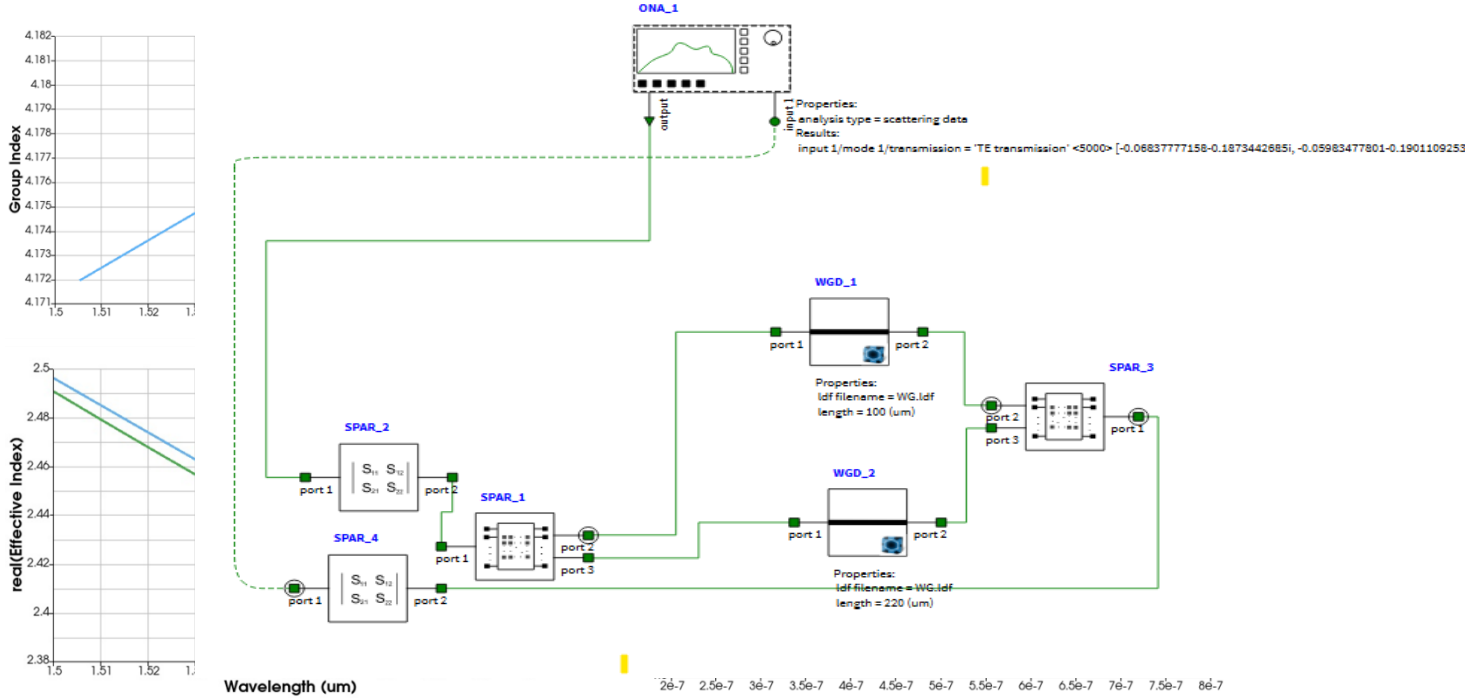 ONA_1
output
input 1
Properties:
analysis type = scattering data
Results:
input 1/mode 1/transmission = 'TE transmission' <5000> [-0.06837777158-0.1873442685i, -0.05983477801-0.1901109253
Group Index
4.182
4.181
4.18
4.179
4.178
4.177
4.176
4.175
4.174
4.173
4.172
4.171
1.5
1.51
1.52
WGD_1
port 1
port 2
Properties:
ldf filename = WG.ldf
length = 100 (um)
SPAR_3
port 2
port 3
port 1
real(Effective Index)
2.5
2.48
2.46
2.44
2.42
2.4
2.38
1.5
1.51
1.52
SPAR_2
S11 S12
S21 S22
port 1
port 2
SPAR_1
port 1
port 2
port 3
WGD_2
port 1
port 2
Properties:
ldf filename = WG.ldf
length = 220 (um)
SPAR_4
S11 S12
S21 S22
port 1
port 2
Wavelength (um)
2e-7 2.5e-7 3e-7 3.5e-7 4e-7 4.5e-7 5e-7 5.5e-7 6e-7 6.5e-7 7e-7 7.5e-7 8e-7